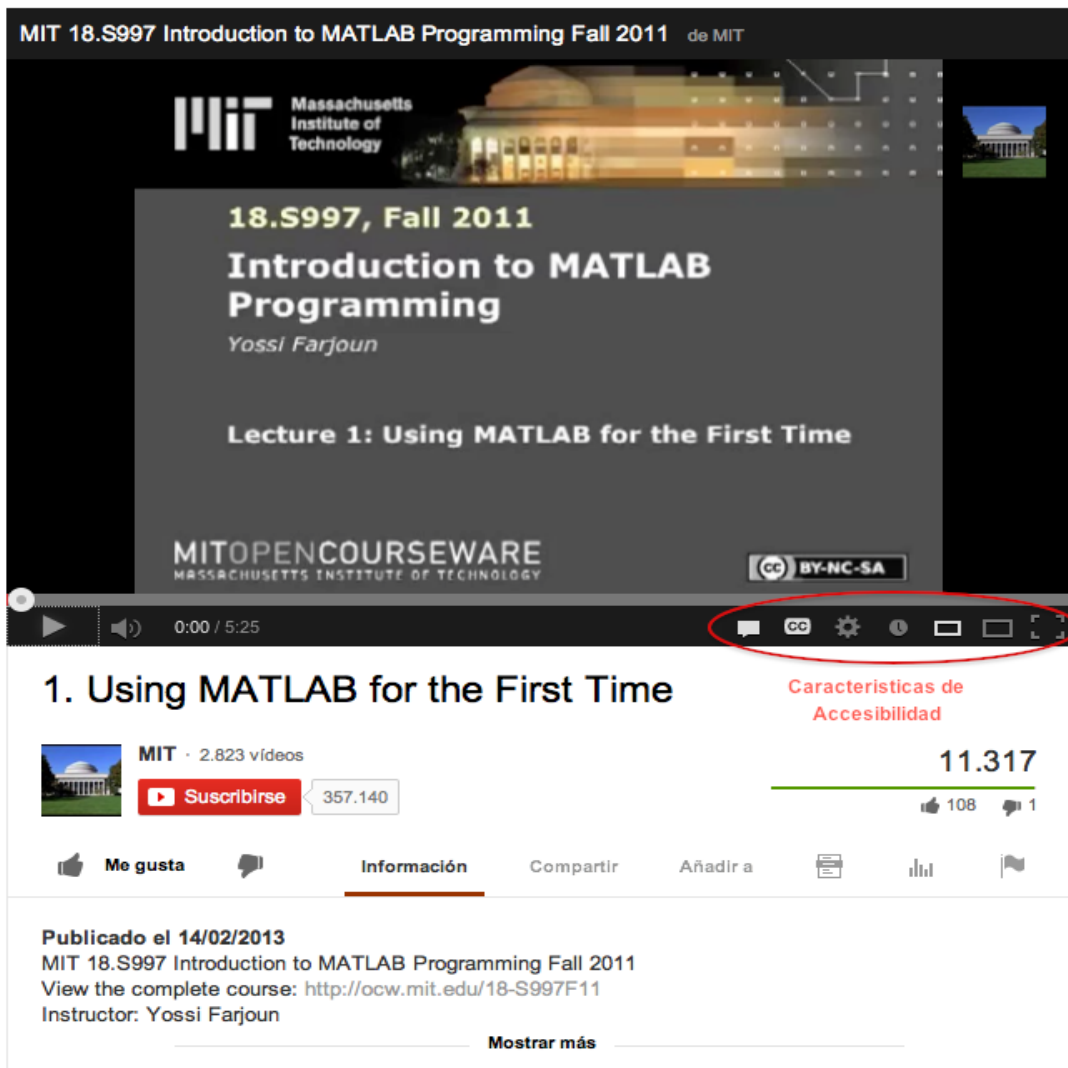 MIT 18.S997 Introduction to MATLAB Programming Fall 2011 de MIT
Massachusetts
Institute of
Technology
18.S997, Fall 2011
Introduction to MATLAB
Programming
Yossi Farjoun
Lecture 1: Using MATLAB for the First Time
MITOPENCOURSEWARE
MASSACHUSETTS INSTITUTE OF TECHNOLOGY
cc BY-NC-SA
0:00 / 5:25
CC
1. Using MATLAB for the First Time
Caracteristicas de
Accesibilidad
MIT · 2.823 vídeos
11.317
Suscribirse 357.140
108 1
Me gusta Información Compartir Añadir a
Publicado el 14/02/2013
MIT 18.S997 Introduction to MATLAB Programming Fall 2011
View the complete course: http://ocw.mit.edu/18-S997F11
Instructor: Yossi Farjoun
Mostrar más